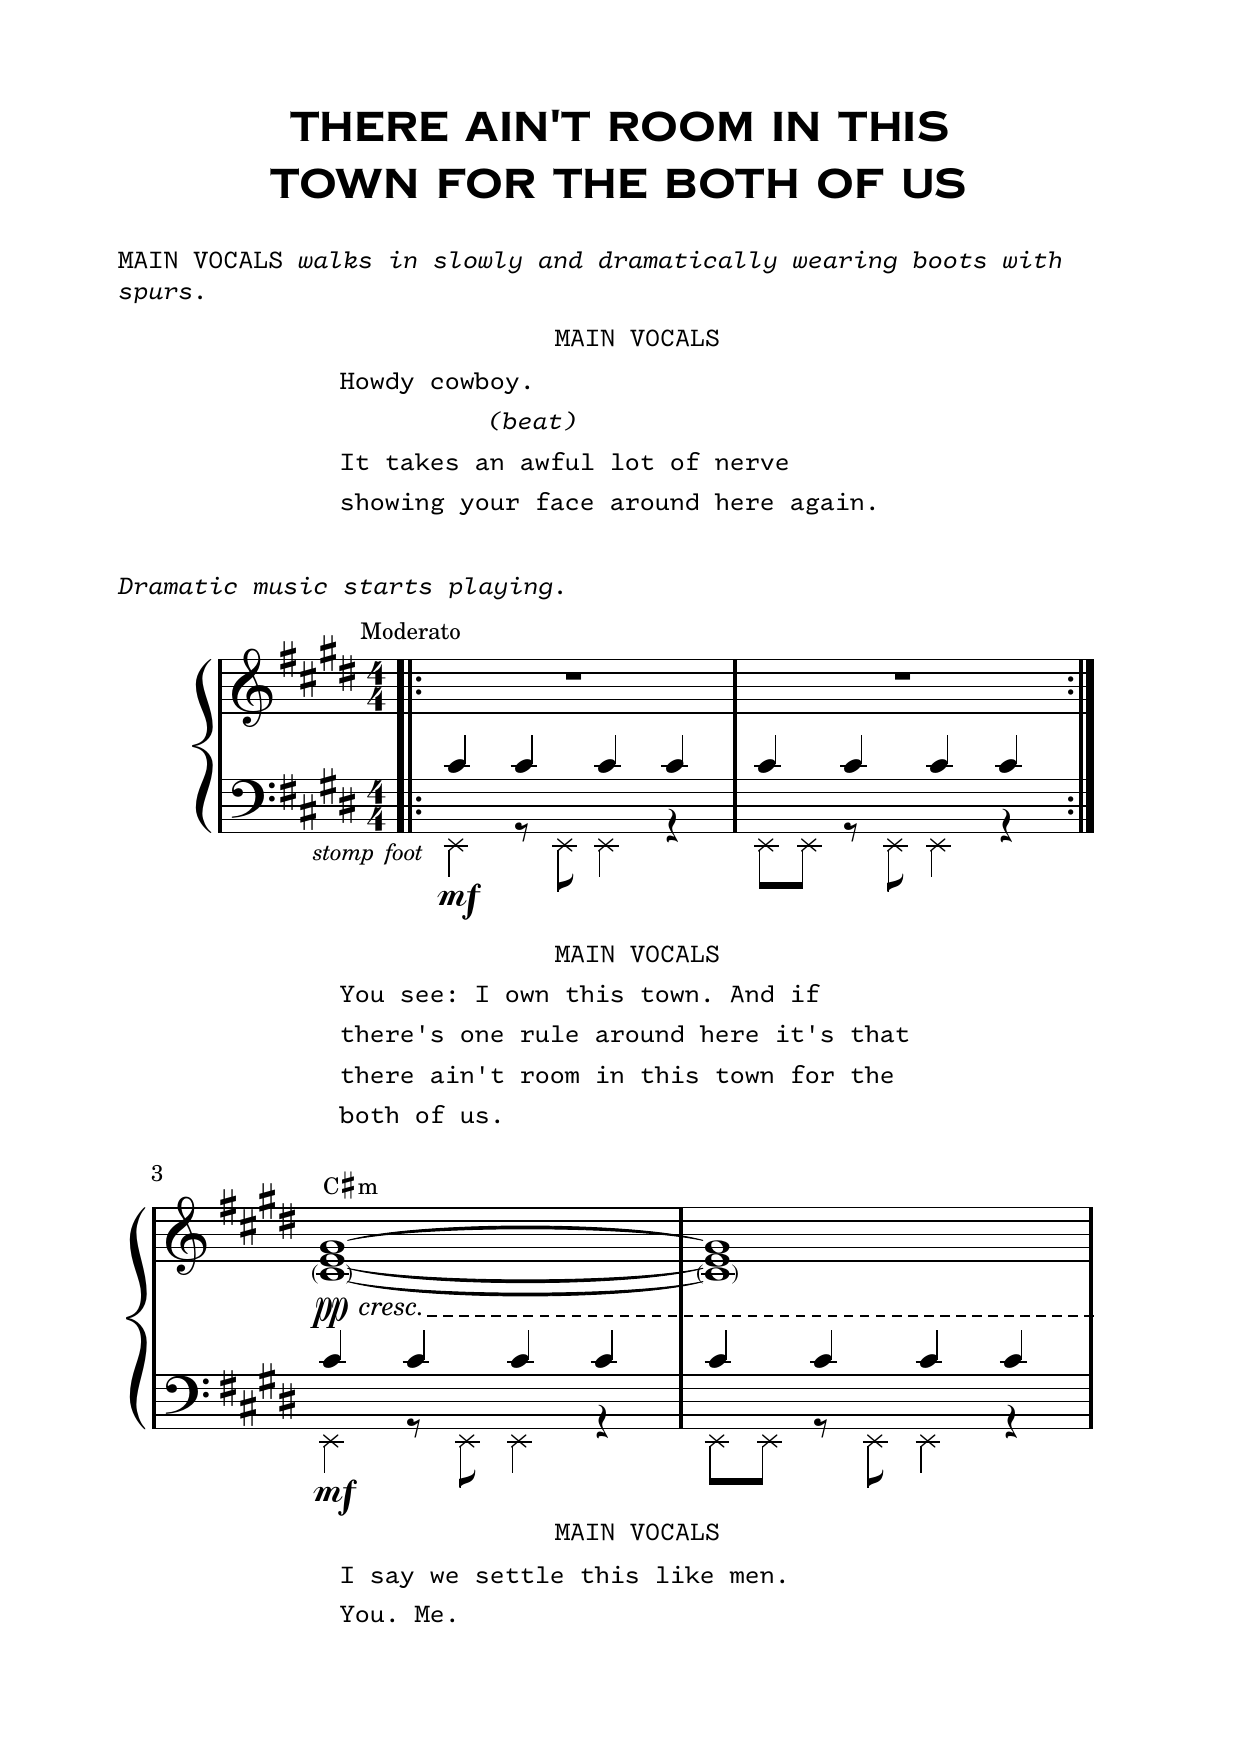 THERE AIN'T ROOM IN THIS
TOWN FOR THE BOTH OF US
MAIN VOCALS walks in slowly and dramatically wearing boots with
spurs.
MAIN VOCALS
Howdy cowboy.
(beat)
It takes an awful lot of nerve
showing your face around here again.
Dramatic music starts playing.
Moderato
4
4
4
4
stomp foot
mf
MAIN VOCALS
You see: I own this town. And if
there's one rule around here it's that
there ain't room in this town for the
both of us.
3
C♯m
pp cresc.
mf
MAIN VOCALS
I say we settle this like men.
You. Me.